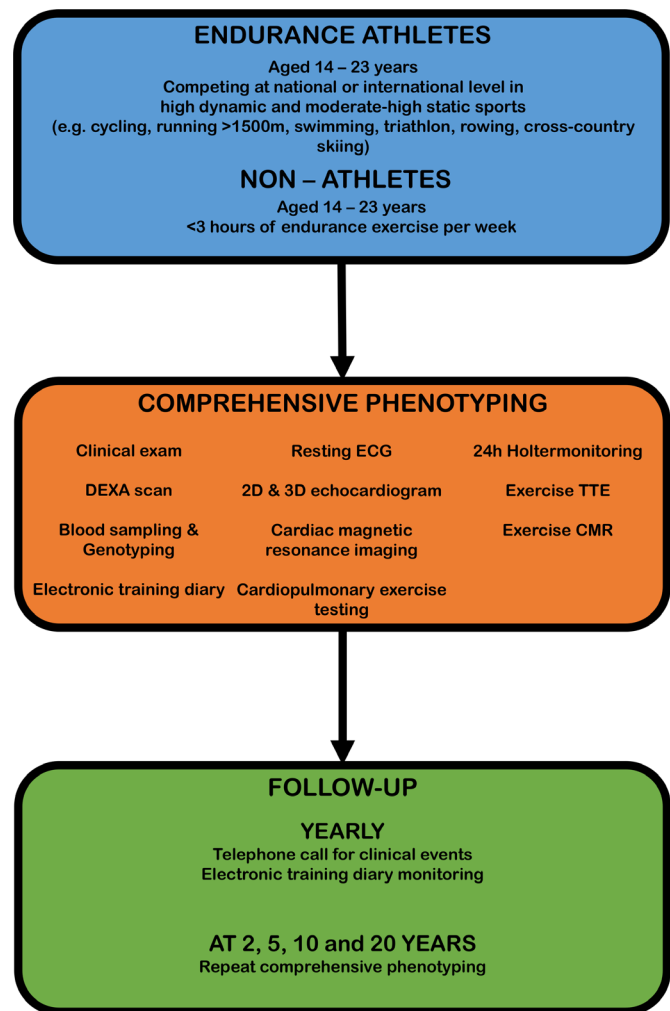 ENDURANCE ATHLETES
Aged 14 – 23 years
Competing at national or international level in
high dynamic and moderate-high static sports
(e.g. cycling, running >1500m, swimming, triathlon, rowing, cross-country
skiing)
NON – ATHLETES
Aged 14 – 23 years
<3 hours of endurance exercise per week
COMPREHENSIVE PHENOTYPING
Clinical exam
DEXA scan
Blood sampling &
Genotyping
Electronic training diary
Resting ECG
2D & 3D echocardiogram
Cardiac magnetic
resonance imaging
Cardiopulmonary exercise
testing
24h Holtermonitoring
Exercise TTE
Exercise CMR
FOLLOW-UP
YEARLY
Telephone call for clinical events
Electronic training diary monitoring
AT 2, 5, 10 and 20 YEARS
Repeat comprehensive phenotyping